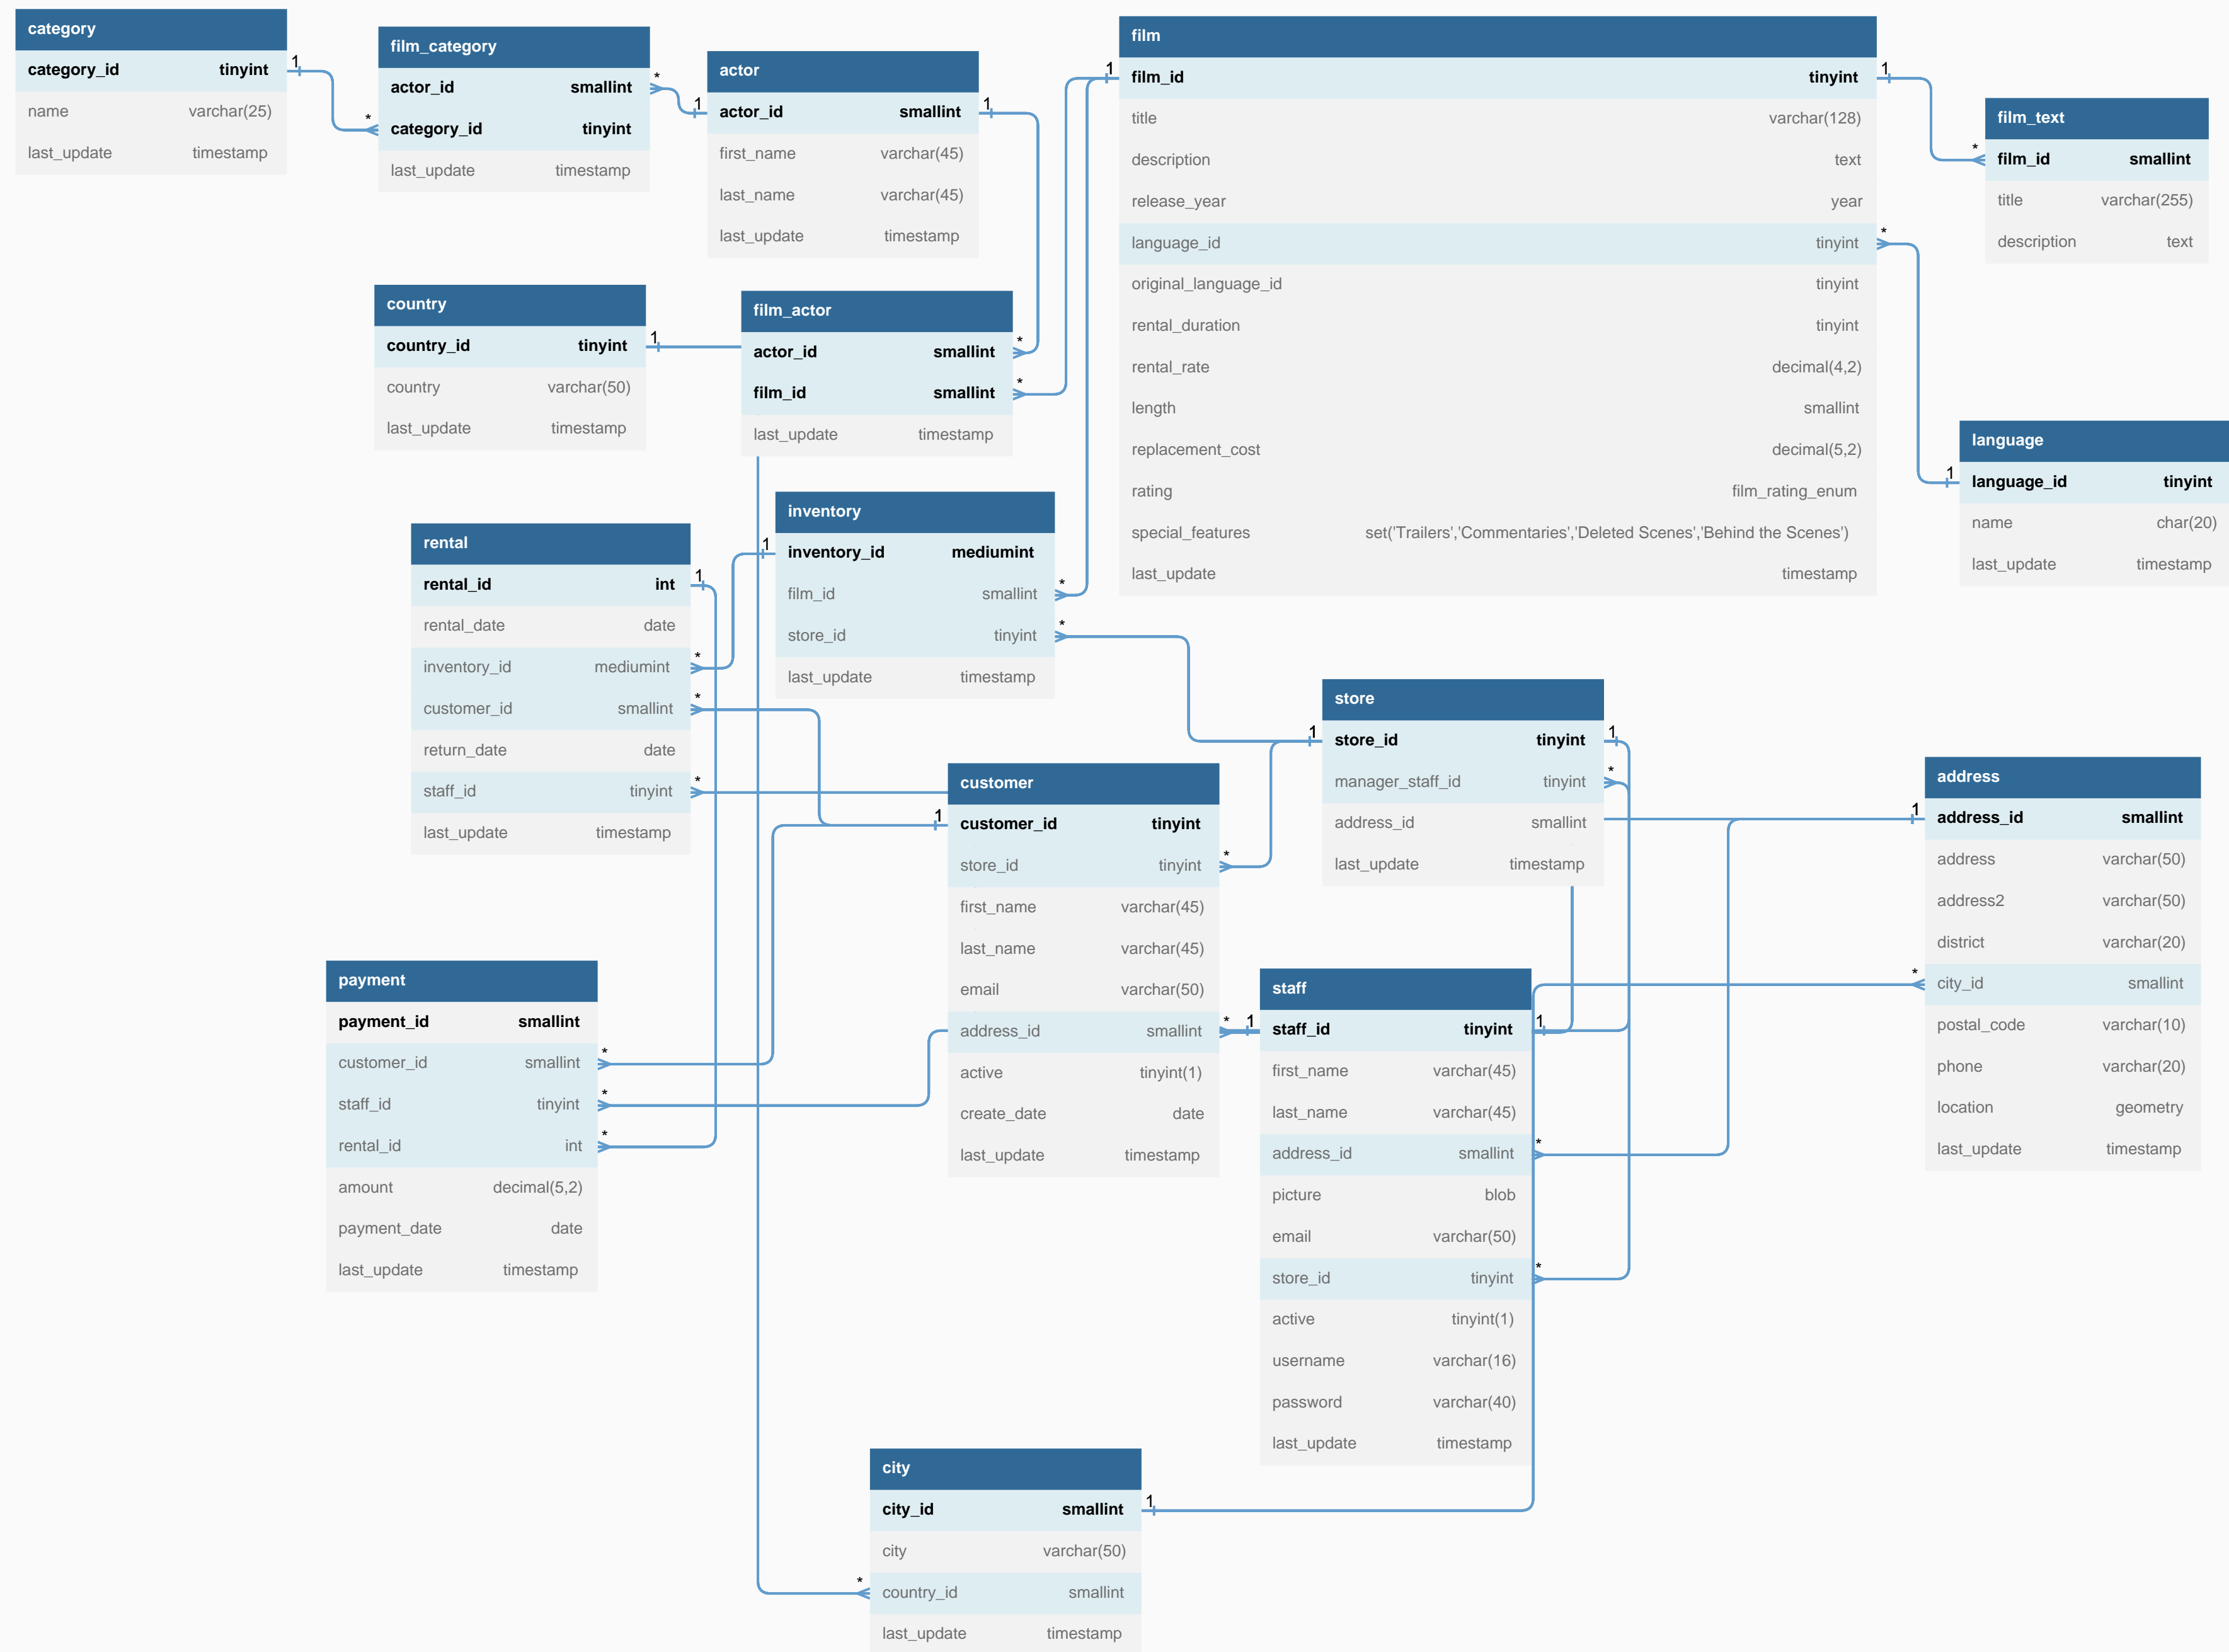 category
category_id tinyint
name varchar(25)
last_update timestamp
film_category
actor_id smallint
category_id tinyint
last_update timestamp
actor
actor_id smallint
first_name varchar(45)
last_name varchar(45)
last_update timestamp
film
film_id tinyint
title varchar(128)
description text
release_year year
language_id tinyint
original_language_id tinyint
rental_duration tinyint
rental_rate decimal(4,2)
length smallint
replacement_cost decimal(5,2)
rating film_rating_enum
special_features set('Trailers','Commentaries','Deleted Scenes','Behind the Scenes')
last_update timestamp
film_text
film_id smallint
title varchar(255)
description text
country
country_id tinyint
country varchar(50)
last_update timestamp
film_actor
actor_id smallint
film_id smallint
last_update timestamp
language
language_id tinyint
name char(20)
last_update timestamp
inventory
inventory_id mediumint
film_id smallint
store_id tinyint
last_update timestamp
rental
rental_id int
rental_date date
inventory_id mediumint
customer_id smallint
return_date date
staff_id tinyint
last_update timestamp
store
store_id tinyint
manager_staff_id tinyint
address_id smallint
last_update timestamp
customer
customer_id tinyint
store_id tinyint
first_name varchar(45)
last_name varchar(45)
email varchar(50)
address_id smallint
active tinyint(1)
create_date date
last_update timestamp
address
address_id smallint
address varchar(50)
address2 varchar(50)
district varchar(20)
city_id smallint
postal_code varchar(10)
phone varchar(20)
location geometry
last_update timestamp
payment
payment_id smallint
customer_id smallint
staff_id tinyint
rental_id int
amount decimal(5,2)
payment_date date
last_update timestamp
staff
staff_id tinyint
first_name varchar(45)
last_name varchar(45)
address_id smallint
picture blob
email varchar(50)
store_id tinyint
active tinyint(1)
username varchar(16)
password varchar(40)
last_update timestamp
city
city_id smallint
city varchar(50)
country_id smallint
last_update timestamp